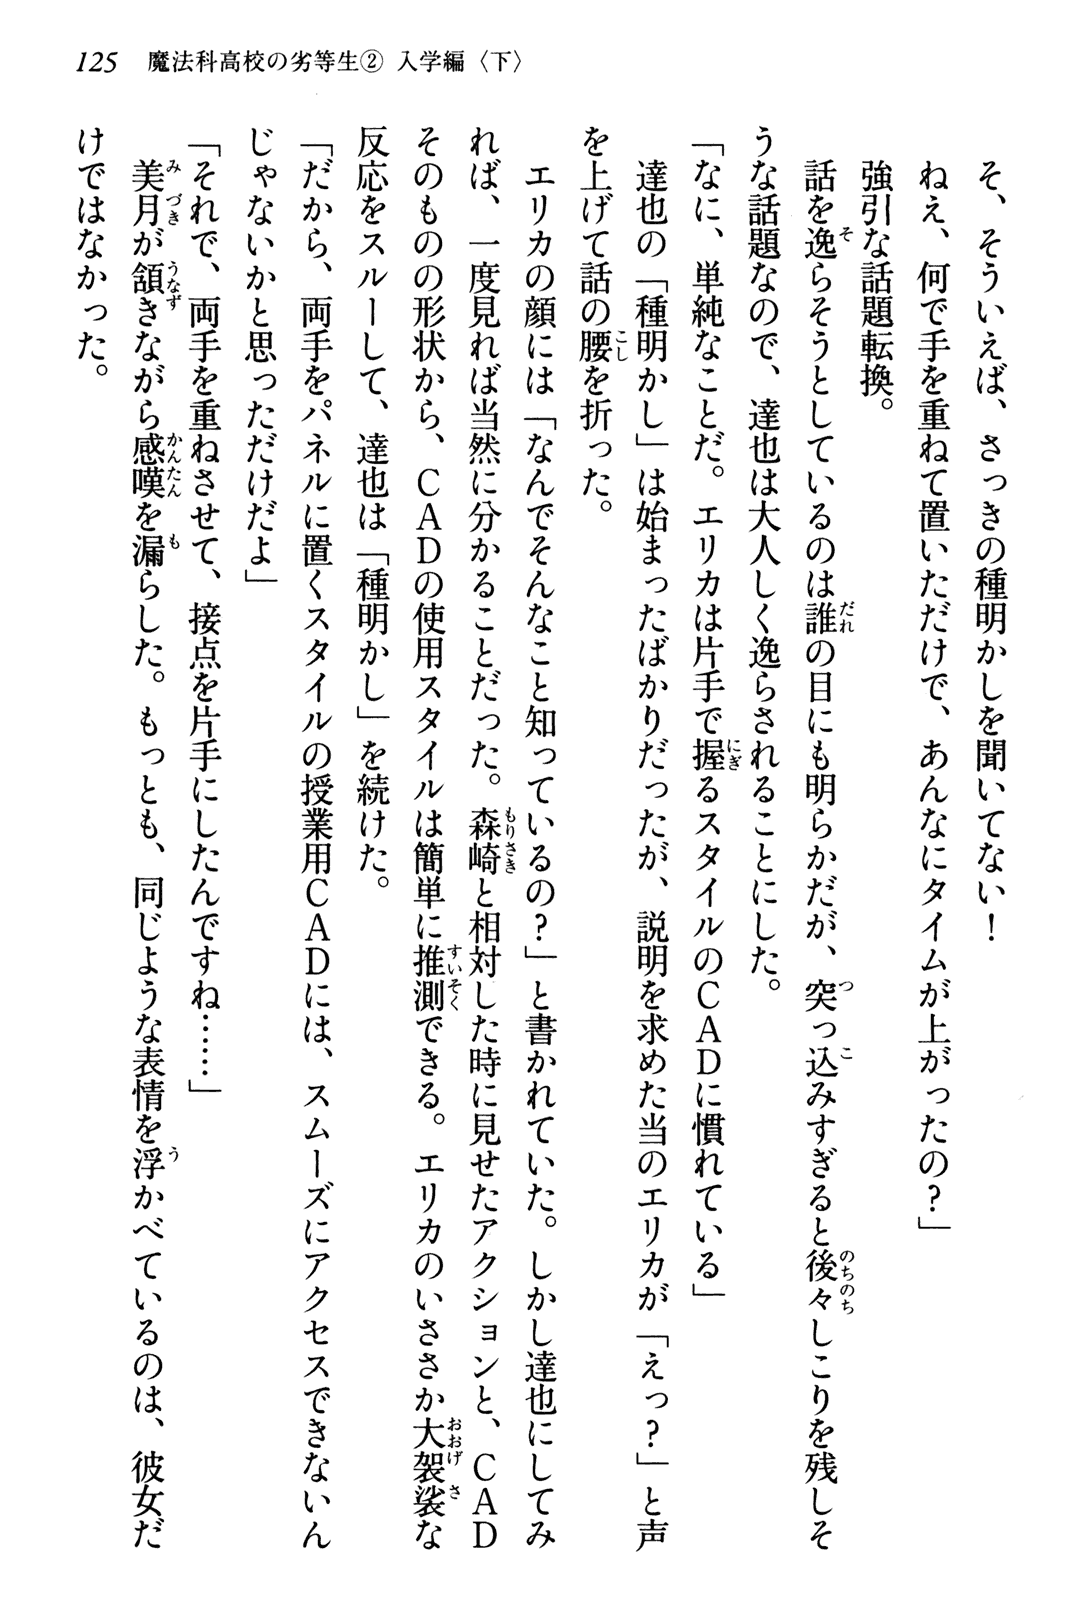 125 魔法科高校の劣等生② 入学編〈下〉
そ、そういえば、さっきの種明かしを聞いてない！
ねえ、何で手を重ねて置いただけで、あんなにタイムが上がったの？」
強引な話題転換。
話を逸らそうとしているのは誰の目にも明らかだが、突っ込みすぎると後々しこりを残しそ
うな話題なので、達也は大人しく逸らされることにした。
「なに、単純なことだ。エリカは片手で握るスタイルのＣＡＤに慣れている」
達也の「種明かし」は始まったばかりだったが、説明を求めた当のエリカが「えっ？」と声
を上げて話の腰を折った。
エリカの顔には「なんでそんなこと知っているの？」と書かれていた。しかし達也にしてみ
れば、一度見れば当然に分かることだった。森崎と相対した時に見せたアクションと、ＣＡＤ
そのものの形状から、ＣＡＤの使用スタイルは簡単に推測できる。エリカのいささか大袈裟な
反応をスルーして、達也は「種明かし」を続けた。
「だから、両手をパネルに置くスタイルの授業用ＣＡＤには、スムーズにアクセスできないん
じゃないかと思っただけだよ」
「それで、両手を重ねさせて、接点を片手にしたんですね……」
美月が頷きながら感嘆を漏らした。もっとも、同じような表情を浮かべているのは、彼女だ
けではなかった。